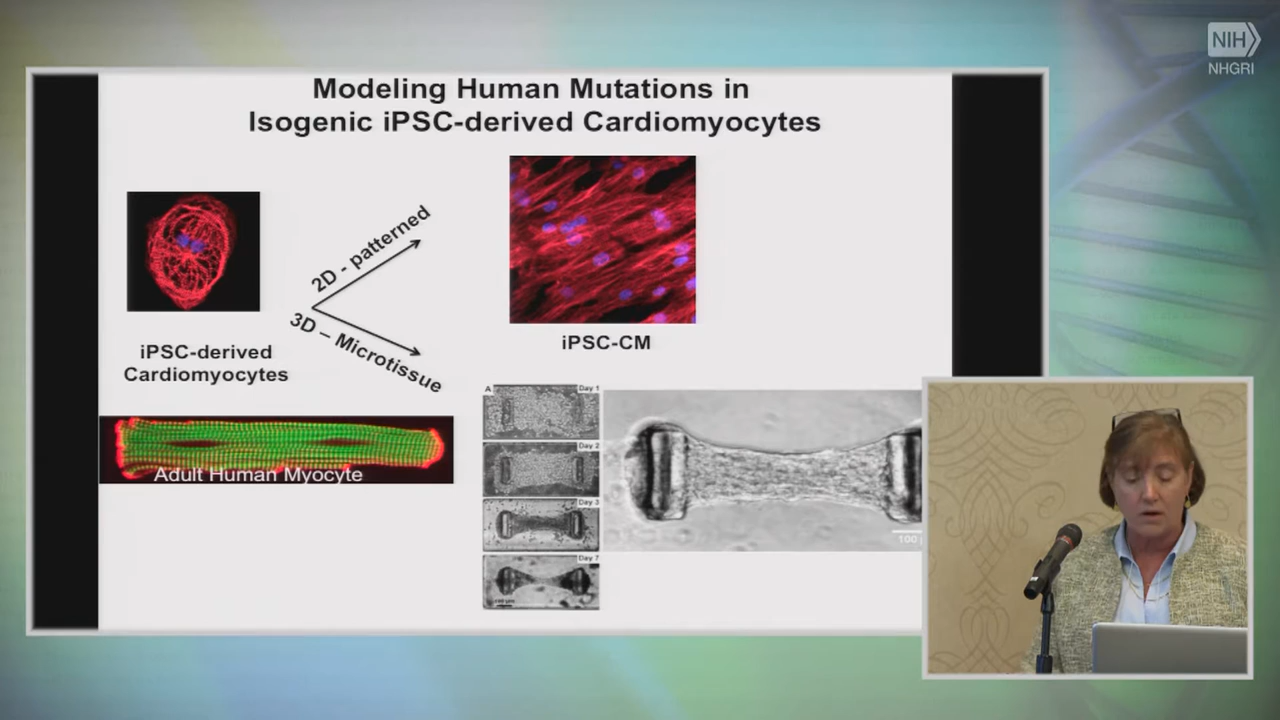 NIH
NHGRI
Modeling Human Mutations in
Isogenic iPSC-derived Cardiomyocytes
2D - patterned
3D – Microtissue
iPSC-derived
Cardiomyocytes
iPSC-CM
Adult Human Myocyte
A
Day 1
Day 2
Day 3
Day 7
100